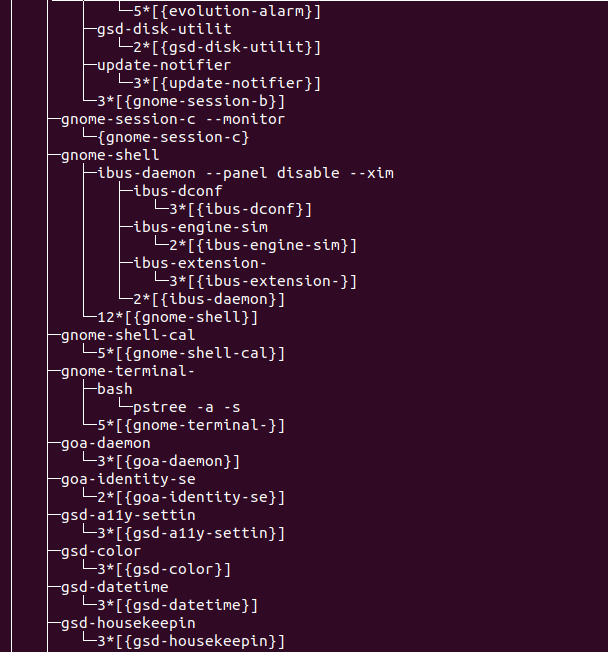 └─5*[{evolution-alarm}]
├─gsd-disk-utilit
└─2*[{gsd-disk-utilit}]
├─update-notifier
└─3*[{update-notifier}]
└─3*[{gnome-session-b}]
├─gnome-session-c --monitor
└─{gnome-session-c}
├─gnome-shell
├─ibus-daemon --panel disable --xim
├─ibus-dconf
└─3*[{ibus-dconf}]
├─ibus-engine-sim
└─2*[{ibus-engine-sim}]
├─ibus-extension-
└─3*[{ibus-extension-}]
└─2*[{ibus-daemon}]
└─12*[{gnome-shell}]
├─gnome-shell-cal
└─5*[{gnome-shell-cal}]
├─gnome-terminal-
├─bash
└─pstree -a -s
└─5*[{gnome-terminal-}]
├─goa-daemon
└─3*[{goa-daemon}]
├─goa-identity-se
└─2*[{goa-identity-se}]
├─gsd-a11y-settin
└─3*[{gsd-a11y-settin}]
├─gsd-color
└─3*[{gsd-color}]
├─gsd-datetime
└─3*[{gsd-datetime}]
├─gsd-housekeepin
└─3*[{gsd-housekeepin}]